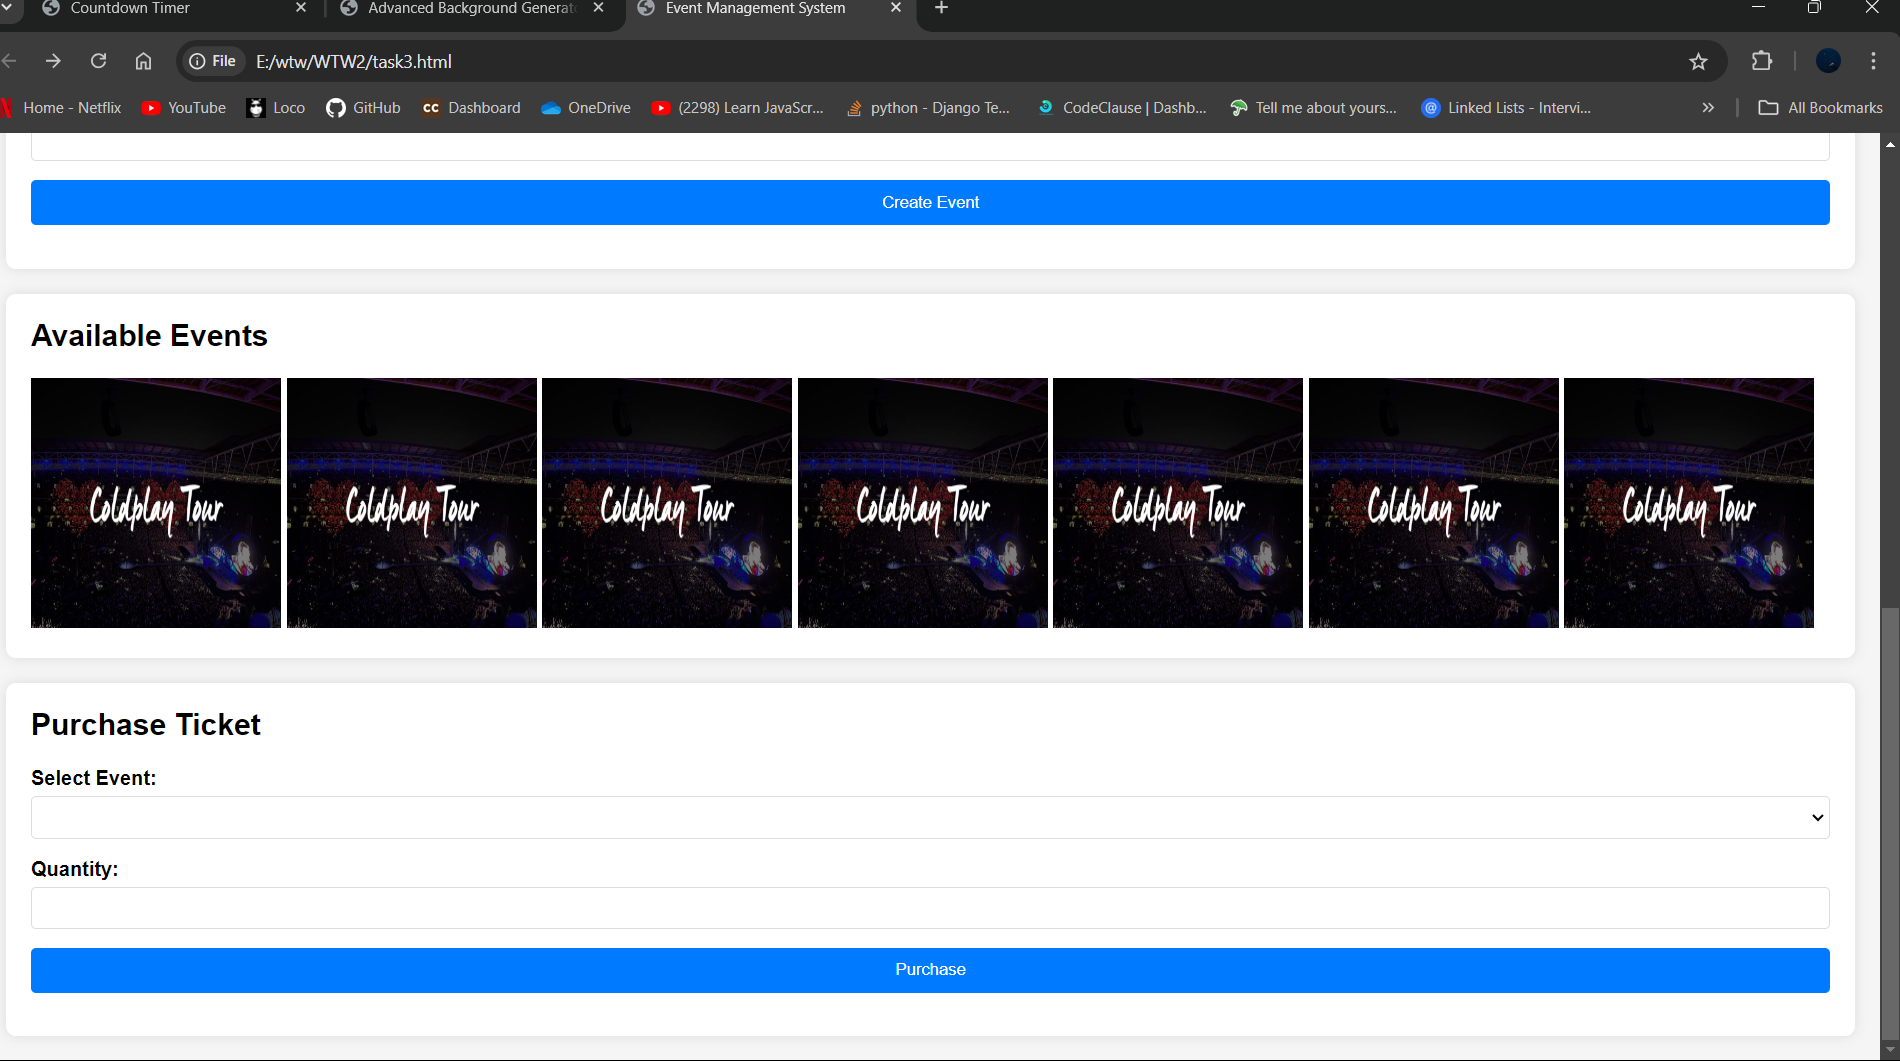 Countdown Timer
Advanced Background Generat
Event Management System
File
E:/wtw/WTW2/task3.html
Home - Netflix
YouTube
Loco
GitHub
CC Dashboard
OneDrive
(2298) Learn JavaScr...
python - Django Te...
CodeClause | Dashb...
Tell me about yours...
@ Linked Lists - Intervi...
All Bookmarks
Create Event
Available Events
Coldplay Tour
Coldplay Tour
Coldplay Tour
Coldplay Tour
Coldplay Tour
Coldplay Tour
Coldplay Tour
Purchase Ticket
Select Event:
Quantity:
Purchase